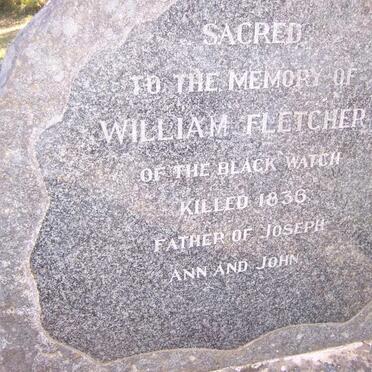 SACRED
TO THE MEMORY OF
WILLIAM FLETCHER
OF THE BLACK WATCH
KILLED 1836
FATHER OF JOSEPH
ANN AND JOHN